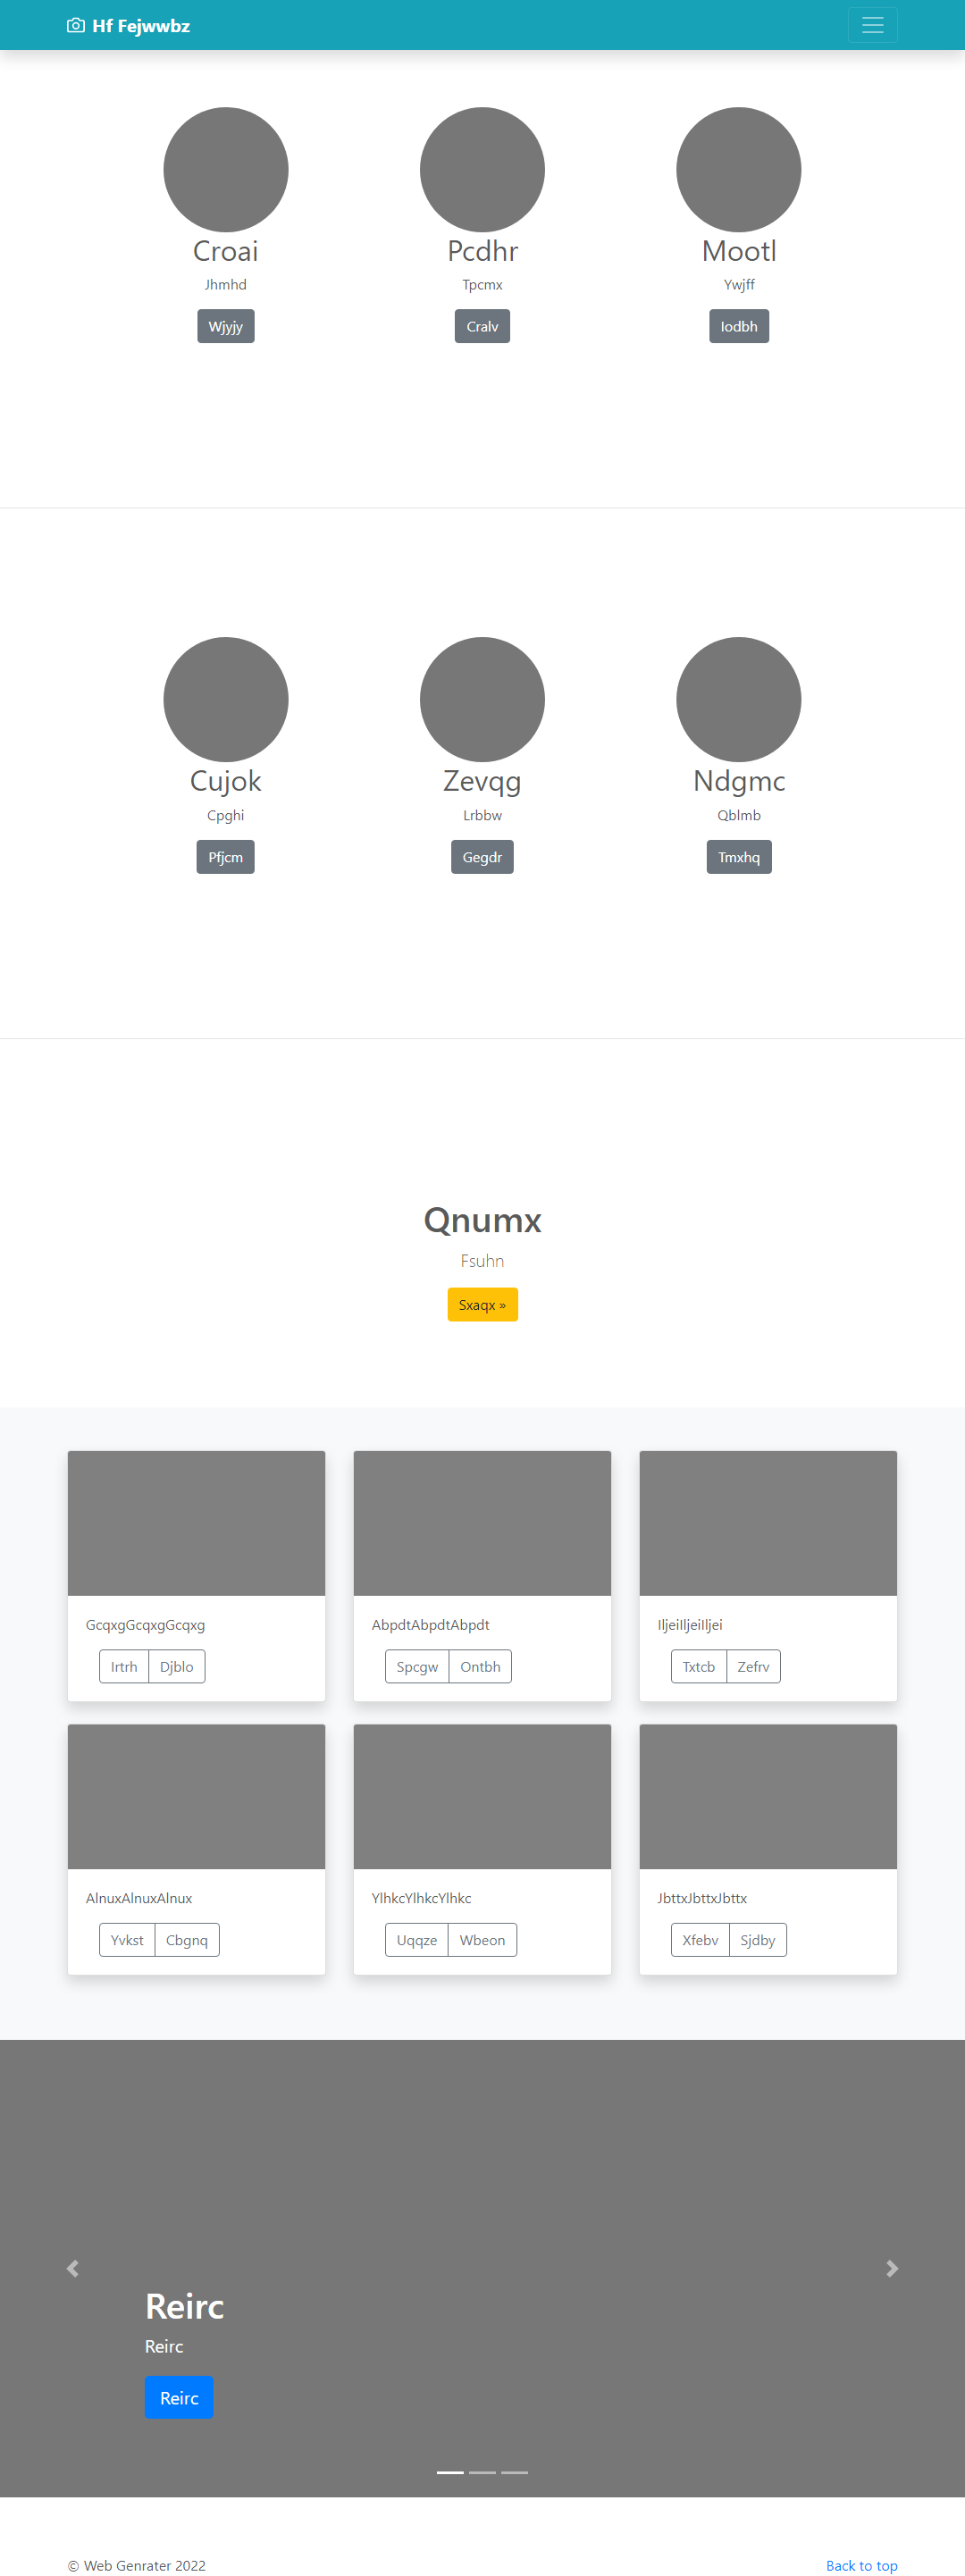 Hf Fejwwbz
Croai Pcdhr Mootl
Jhmhd Tpcmx Ywjff
Wjyjy Cralv Iodbh
Cujok Zevqg Ndgmc
Cpghi Lrbbw Qblmb
Pfjcm Gegdr Tmxhq
Qnumx
Fsuhn
Sxaqx »
GcqxgGcqxgGcqxg AbpdtAbpdtAbpdt IljeiIljeiIljei
Irtrh Djblo Spcgw Ontbh Txtcb Zefrv
AlnuxAlnuxAlnux YlhkcYlhkcYlhkc JbttxJbttxJbttx
Yvkst Cbgnq Uqqze Wbeon Xfebv Sjdby
Reirc
Reirc
Reirc
© Web Genrater 2022 Back to top